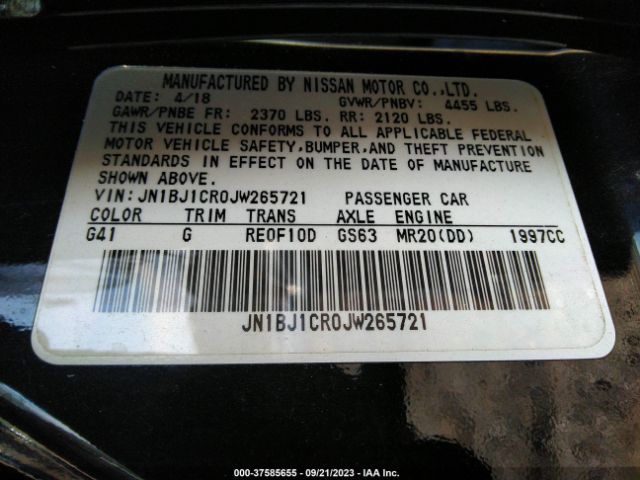 MANUFACTURED BY NISSAN MOTOR CO.,LTD.
DATE: 4/18 GVWR/PNBV: 4455 LBS.
GAWR/PNBE FR: 2370 LBS. RR: 2120 LBS.
THIS VEHICLE CONFORMS TO ALL APPLICABLE FEDERAL
MOTOR VEHICLE SAFETY,BUMPER,AND THEFT PREVENTION
STANDARDS IN EFFECT ON THE DATE OF MANUFACTURE
SHOWN ABOVE.
VIN: JN1BJ1CR0JW265721 PASSENGER CAR
COLOR TRIM TRANS AXLE ENGINE
G41 G RE0F10D GS63 MR20(DD) 1997CC
JN1BJ1CR0JW265721
000-37585655 - 09/21/2023 - IAA Inc.